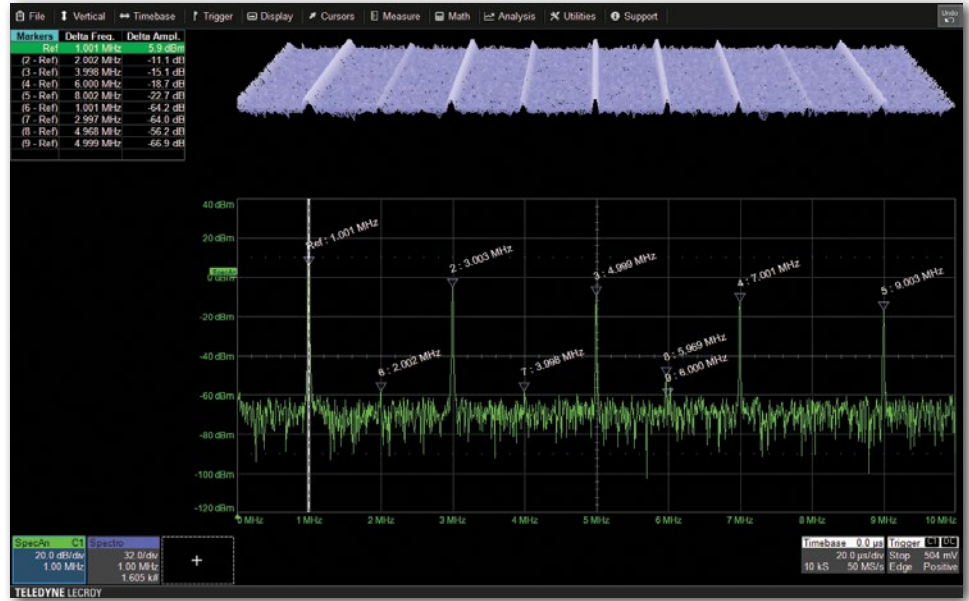 File Vertical Timebase Trigger Display Cursors Measure Math Analysis Utilities Support Undo
Markers Delta Freq. Delta Ampl.
Ref 1.001 MHz 5.9 dBm
(2 - Ref) 2.002 MHz -11.1 dB
(3 - Ref) 3.998 MHz -15.1 dB
(4 - Ref) 6.000 MHz -18.7 dB
(5 - Ref) 8.002 MHz -22.7 dB
(6 - Ref) 1.001 MHz -64.2 dB
(7 - Ref) 2.997 MHz -64.0 dB
(8 - Ref) 4.968 MHz -56.2 dB
(9 - Ref) 4.999 MHz -66.9 dB
40 dBm
20 dBm
0 dBm
-20 dBm
-40 dBm
-60 dBm
-80 dBm
-100 dBm
-120 dBm
SpecAn
Ref : 1.001 MHz
2 : 3.003 MHz
3 : 4.999 MHz
4 : 7.001 MHz
5 : 9.003 MHz
6 : 2.002 MHz
7 : 3.998 MHz
8 : 5.969 MHz
9 : 6.000 MHz
0 MHz 1 MHz 2 MHz 3 MHz 4 MHz 5 MHz 6 MHz 7 MHz 8 MHz 9 MHz 10 MHz
SpecAn C1
20.0 dB/div
1.00 MHz
Spectro
32.0/div
1.00 MHz
1.605 k#
+
Timebase 0.0 µs
20.0 µs/div
10 kS 50 MS/s
Trigger C1 DC
Stop 504 mV
Edge Positive
TELEDYNE LECROY